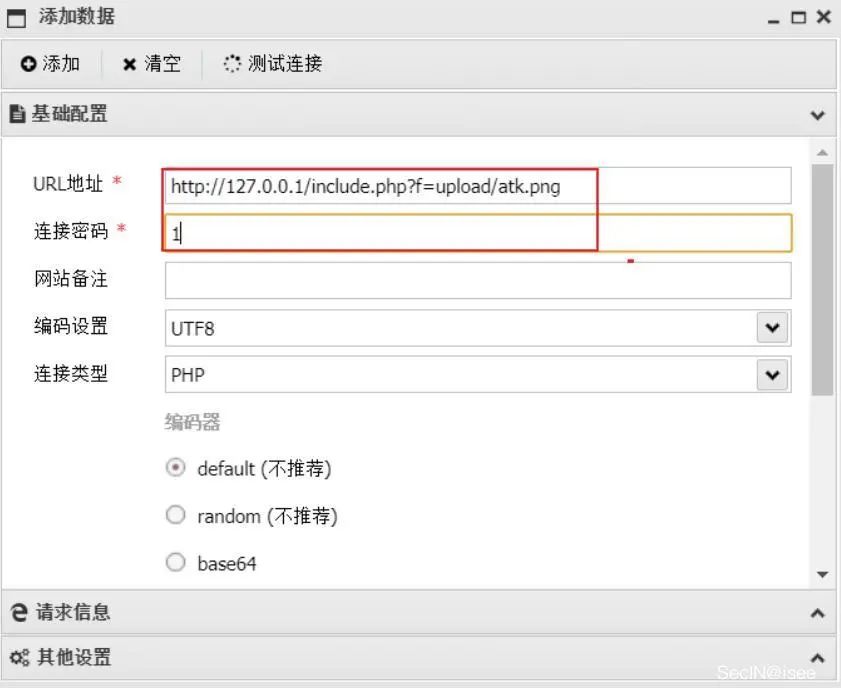 添加数据
添加 清空 测试连接
基础配置
URL地址 * http://127.0.0.1/include.php?f=upload/atk.png
连接密码 * 1
网站备注
编码设置 UTF8
连接类型 PHP
编码器
default (不推荐)
random (不推荐)
base64
请求信息
其他设置
SecIN@isee